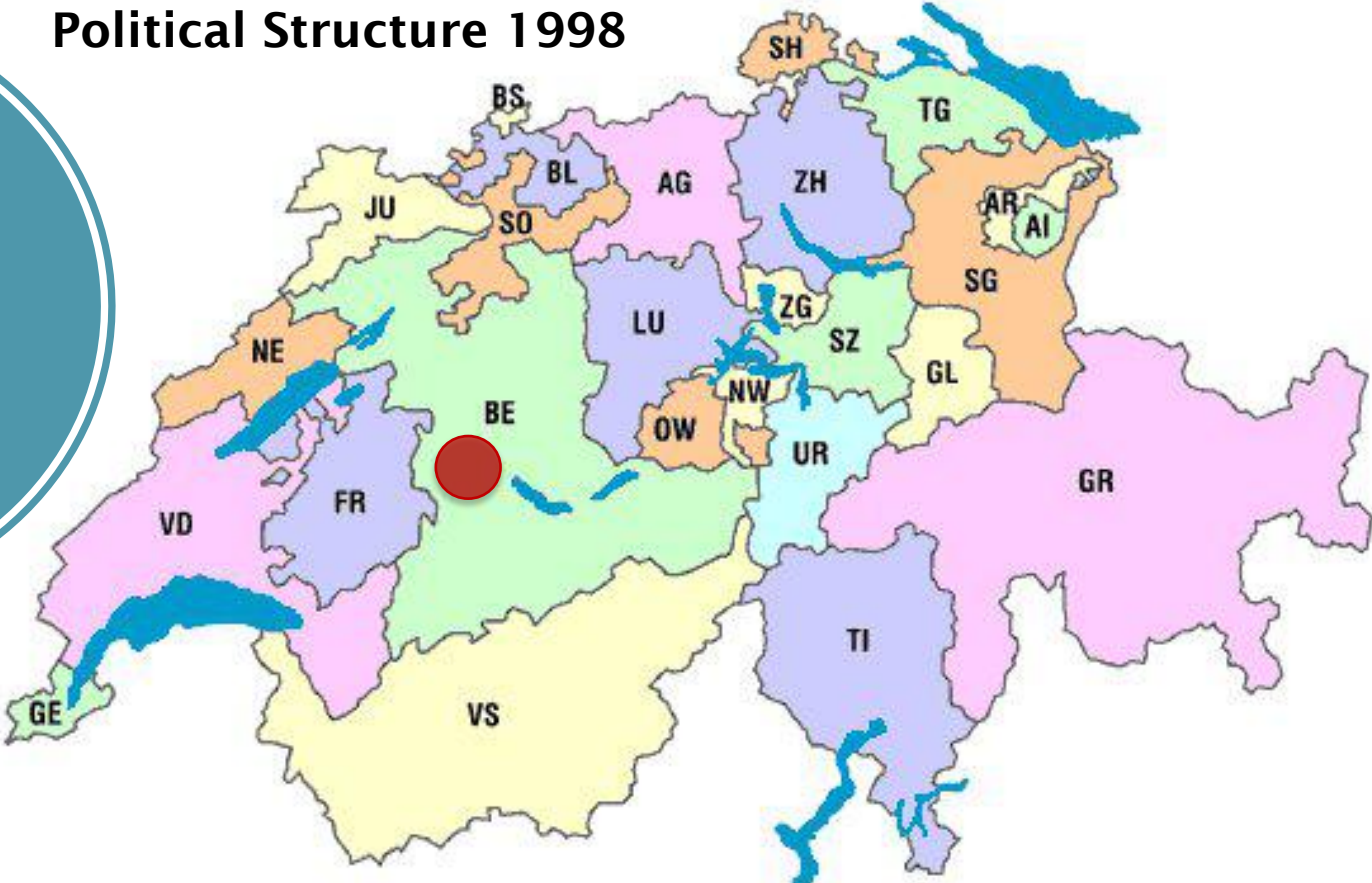 Political Structure 1998
SH
BS
TG
BL
AG
ZH
JU
SO
AR
AI
SG
ZG
LU
SZ
NE
GL
NW
BE
OW
UR
GR
FR
VD
TI
VS
GE